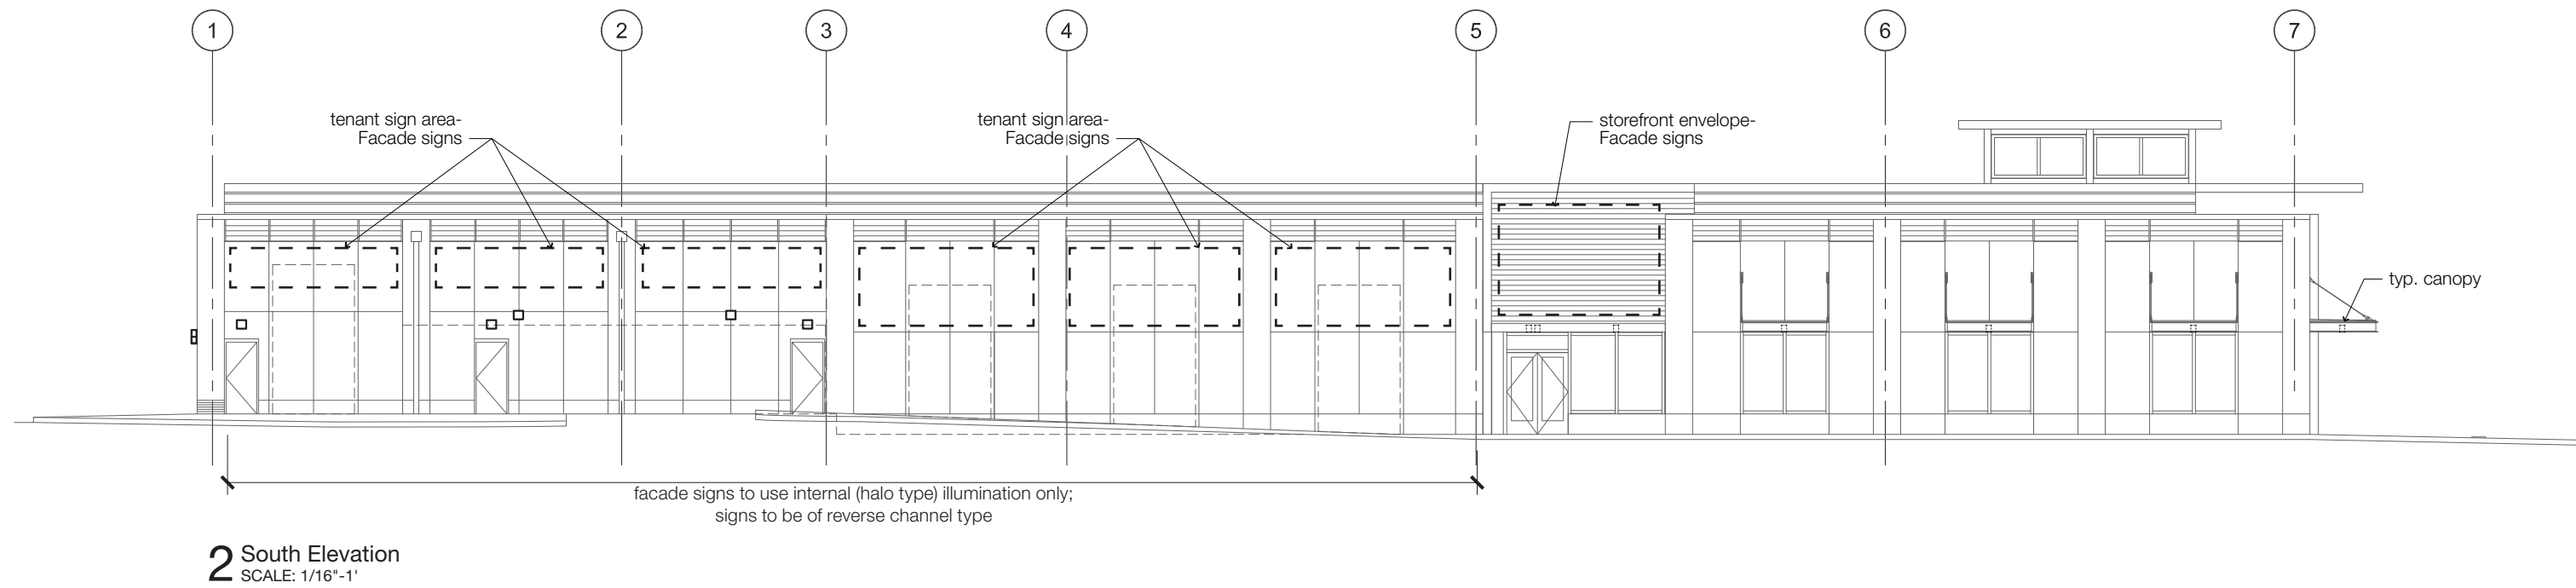 1
2
3
4
5
6
7
tenant sign area-
Facade signs
tenant sign area-
Facade signs
storefront envelope-
Facade signs
typ. canopy
facade signs to use internal (halo type) illumination only;
signs to be of reverse channel type
2 South Elevation
SCALE: 1/16"-1'